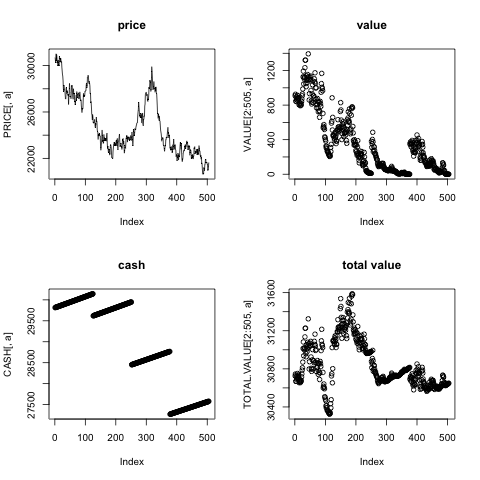 price
value
PRICE[, a]
22000
26000
30000
0 100 200 300 400 500
Index
VALUE[2:505, a]
0
400
800
1200
0 100 200 300 400 500
Index
cash
total value
CASH[, a]
27500
28500
29500
0 100 200 300 400 500
Index
TOTAL.VALUE[2:505, a]
30400
30800
31200
31600
0 100 200 300 400 500
Index